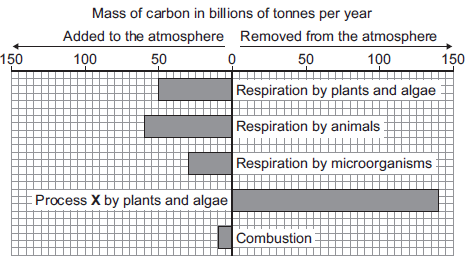 Mass of carbon in billions of tonnes per year
Added to the atmosphere Removed from the atmosphere
150 100 50 0 50 100 150
Respiration by plants and algae
Respiration by animals
Respiration by microorganisms
Process X by plants and algae
Combustion